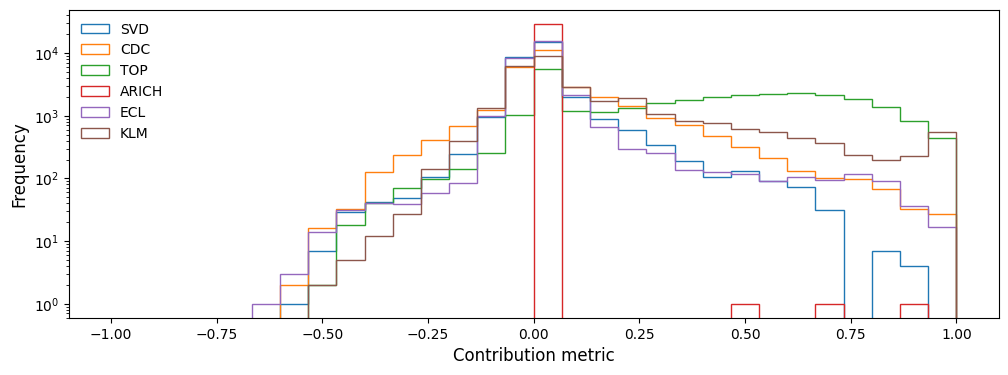 SVD
CDC
TOP
ARICH
ECL
KLM
Frequency
10⁴
10³
10²
10¹
10⁰
−1.00 −0.75 −0.50 −0.25 0.00 0.25 0.50 0.75 1.00
Contribution metric